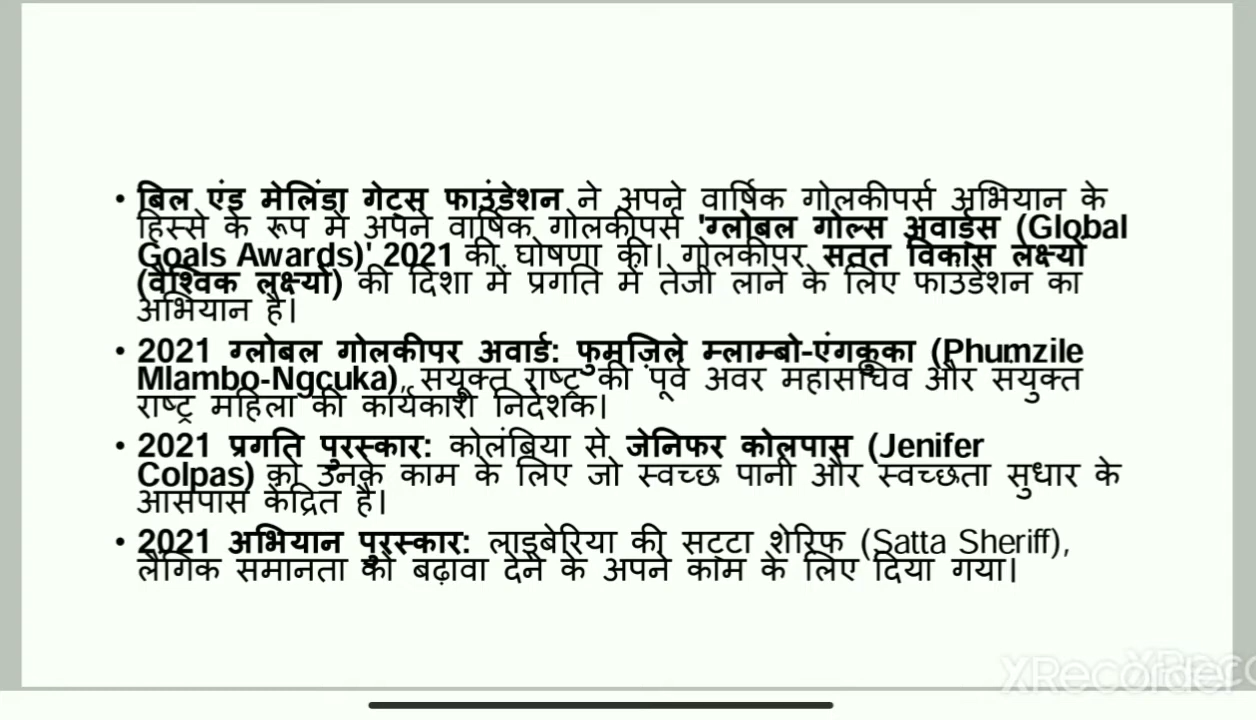 • बिल एंड मेलिंडा गेट्स फाउंडेशन ने अपने वार्षिक गोलकीपर्स अभियान के
हिस्से के रूप में अपने वार्षिक गोलकीपर्स 'ग्लोबल गोल्स अवार्ड्स (Global
Goals Awards)' 2021 की घोषणा की। गोलकीपर सतत विकास लक्ष्यों
(वैश्विक लक्ष्यों) की दिशा में प्रगति में तेजी लाने के लिए फाउंडेशन का
अभियान है।
• 2021 ग्लोबल गोलकीपर अवार्ड: फुमज़िले म्लाम्बो-एंगकुका (Phumzile
Mlambo-Ngcuka), संयुक्त राष्ट्र की पूर्व अवर महासचिव और संयुक्त
राष्ट्र महिला की कार्यकारी निदेशक।
• 2021 प्रगति पुरस्कार: कोलंबिया से जेनिफर कोलपास (Jenifer
Colpas) को उनके काम के लिए जो स्वच्छ पानी और स्वच्छता सुधार के
आसपास केंद्रित है।
• 2021 अभियान पुरस्कार: लाइबेरिया की सट्टा शेरिफ (Satta Sheriff),
लैंगिक समानता को बढ़ावा देने के अपने काम के लिए दिया गया।
XRecorder